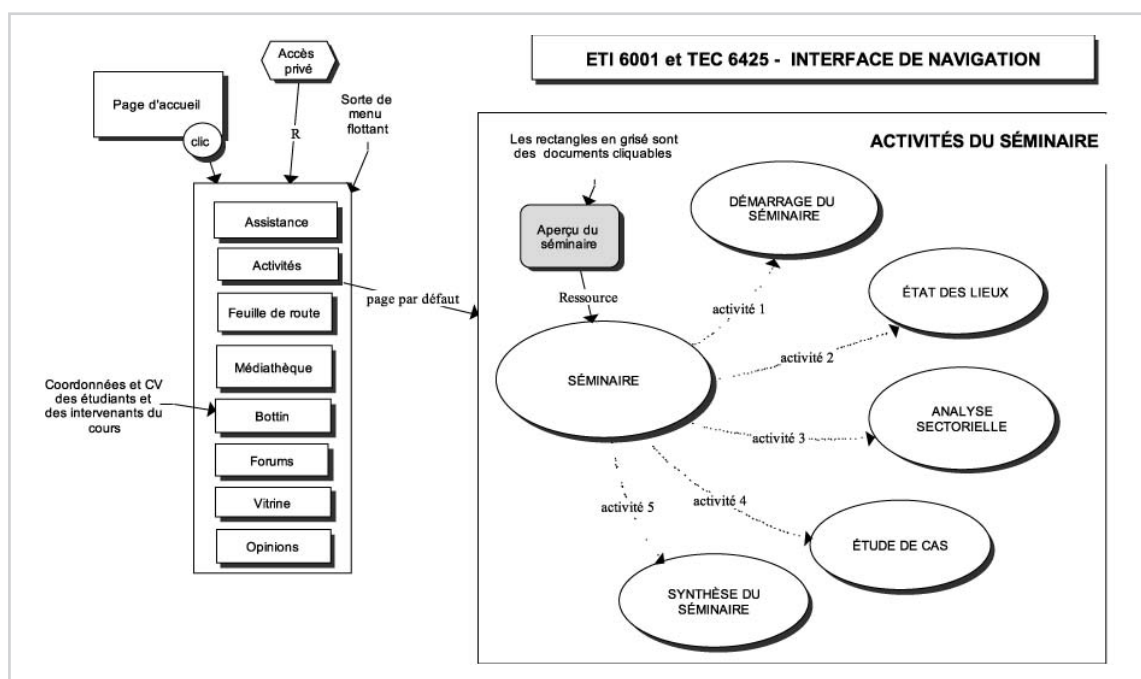 ETI 6001 et TEC 6425 - INTERFACE DE NAVIGATION
Accès
privé
Page d'accueil
clic
R
Sorte de
menu
flottant
Assistance
Activités
Feuille de route
Médiathèque
Bottin
Forums
Vitrine
Opinions
Coordonnées et CV
des étudiants et
des intervenants du
cours
page par défaut
ACTIVITÉS DU SÉMINAIRE
Les rectangles en grisé sont
des documents cliquables
Aperçu du
séminaire
Ressource
SÉMINAIRE
activité 1
DÉMARRAGE DU
SÉMINAIRE
activité 2
ÉTAT DES LIEUX
activité 3
ANALYSE
SECTORIELLE
activité 4
ÉTUDE DE CAS
activité 5
SYNTHÈSE DU
SÉMINAIRE